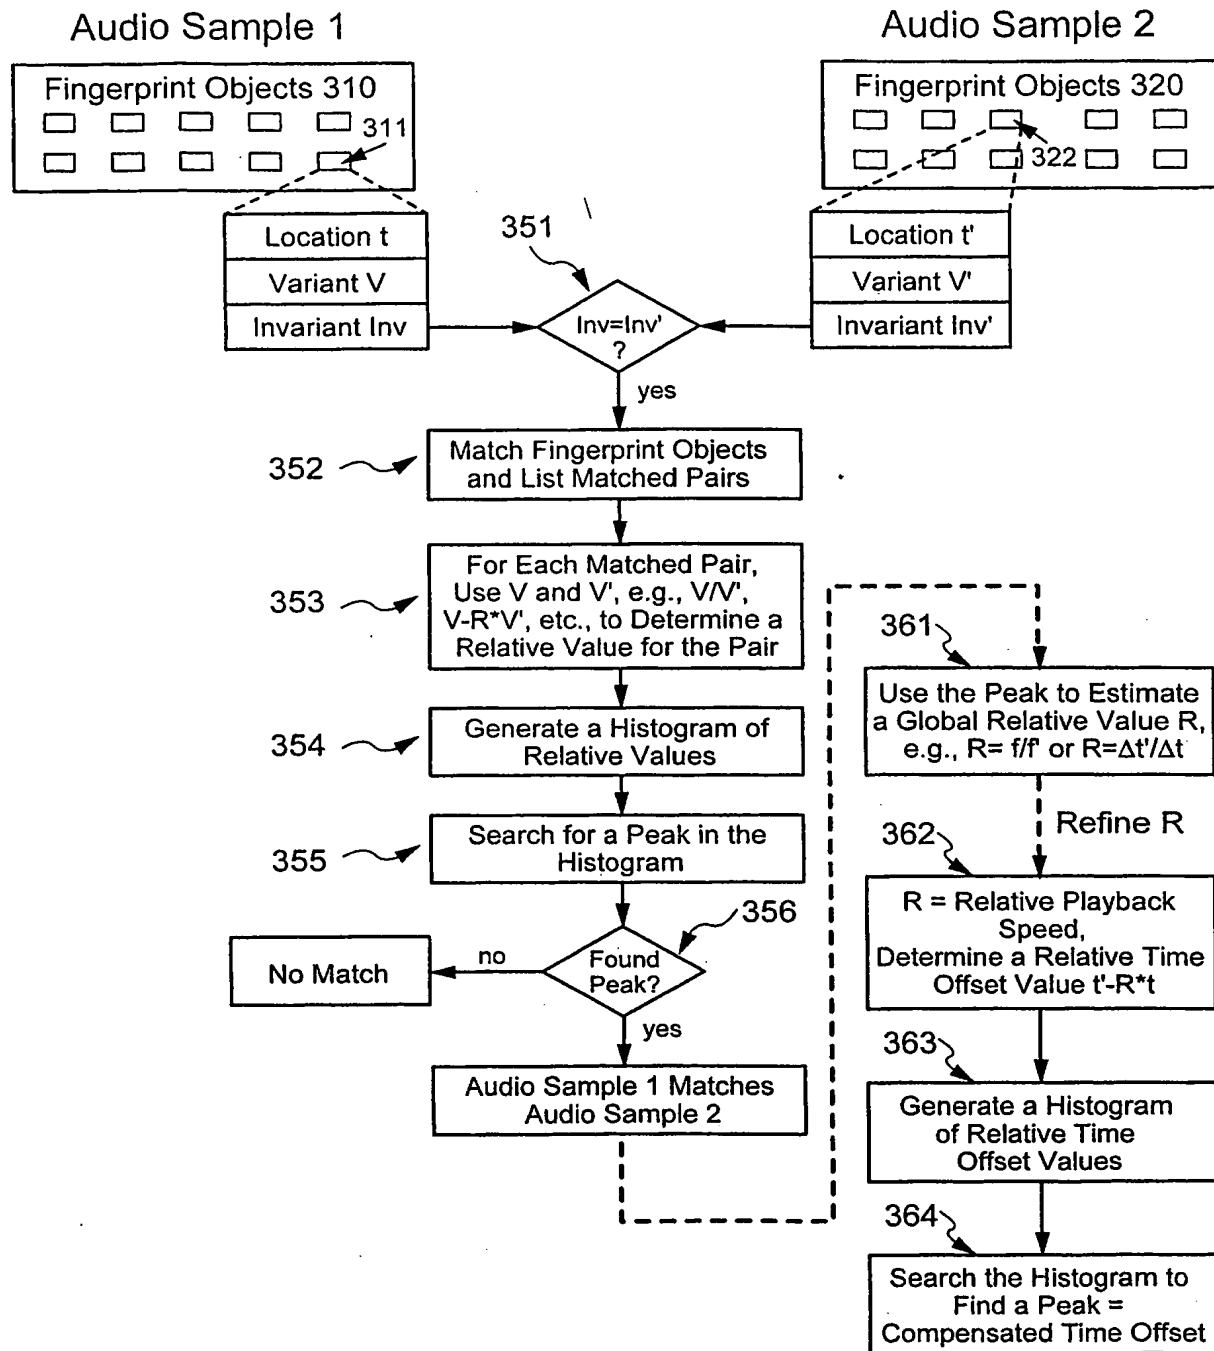 Audio Sample 1
Fingerprint Objects 310
311
Location t
Variant V
Invariant Inv
Audio Sample 2
Fingerprint Objects 320
322
Location t'
Variant V'
Invariant Inv'
351
Inv=Inv'
?
yes
352
Match Fingerprint Objects
and List Matched Pairs
353
For Each Matched Pair,
Use V and V', e.g., V/V',
V-R*V', etc., to Determine a
Relative Value for the Pair
354
Generate a Histogram of
Relative Values
355
Search for a Peak in the
Histogram
356
Found
Peak?
no
No Match
yes
Audio Sample 1 Matches
Audio Sample 2
361
Use the Peak to Estimate
a Global Relative Value R,
e.g., R= f/f' or R=Δt'/Δt
Refine R
362
R = Relative Playback
Speed,
Determine a Relative Time
Offset Value t'-R*t
363
Generate a Histogram
of Relative Time
Offset Values
364
Search the Histogram to
Find a Peak =
Compensated Time Offset